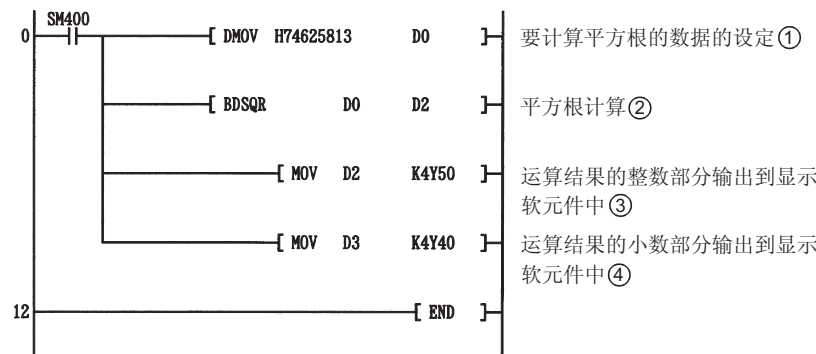 SM400
0 DMOV H74625813 D0 要计算平方根的数据的设定①
BDSQR D0 D2 平方根计算②
MOV D2 K4Y50 运算结果的整数部分输出到显示
软元件中③
MOV D3 K4Y40 运算结果的小数部分输出到显示
软元件中④
12 END